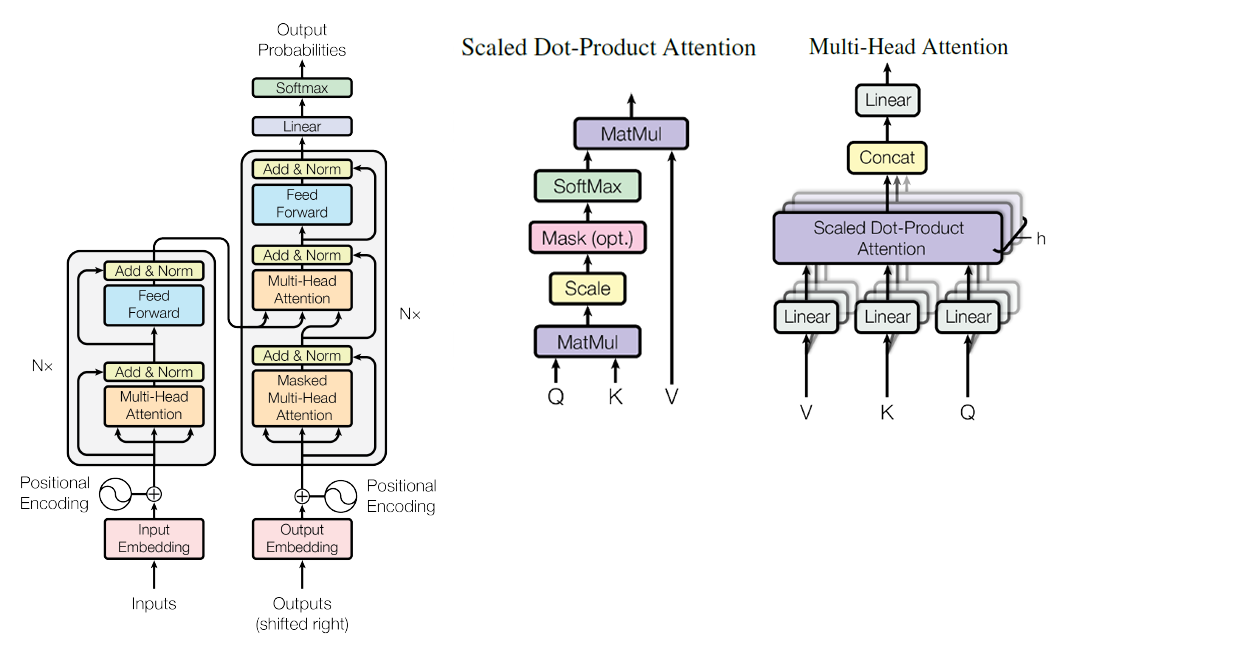 Output
Probabilities
Softmax
Linear
Add & Norm
Feed
Forward
Add & Norm
Multi-Head
Attention
Nx
Add & Norm
Masked
Multi-Head
Attention
Add & Norm
Feed
Forward
Nx
Add & Norm
Multi-Head
Attention
Positional
Encoding
Positional
Encoding
Input
Embedding
Output
Embedding
Inputs
Outputs
(shifted right)
Scaled Dot-Product Attention
MatMul
SoftMax
Mask (opt.)
Scale
MatMul
Q K V
Multi-Head Attention
Linear
Concat
Scaled Dot-Product
Attention
h
Linear Linear Linear
V K Q